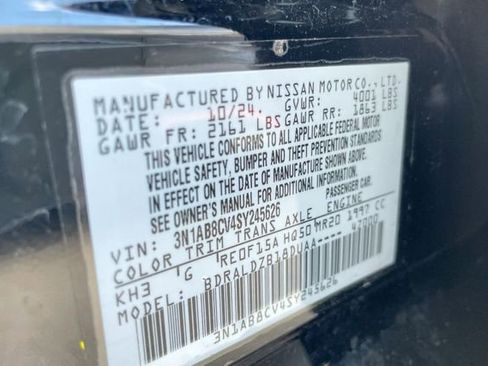 MANUFACTURED BY NISSAN MOTOR CO., LTD.
DATE: 10/24. GVWR: 4001 LBS
GAWR FR: 2161 LBS GAWR RR: 1863 LBS
THIS VEHICLE CONFORMS TO ALL APPLICABLE FEDERAL MOTOR
VEHICLE SAFETY, BUMPER AND THEFT PREVENTION STANDARDS
IN EFFECT ON THE DATE OF MANUFACTURE SHOWN ABOVE.
SEE OWNER'S MANUAL FOR ADDITIONAL INFORMATION.
VIN: 3N1AB8CV4SY245626 PASSENGER CAR
COLOR TRIM TRANS AXLE ENGINE
KH3 G RE0F15A HQ50 MR20 1997 CC
BDRALDZB18DUAA----
3N1AB8CV4SY245626